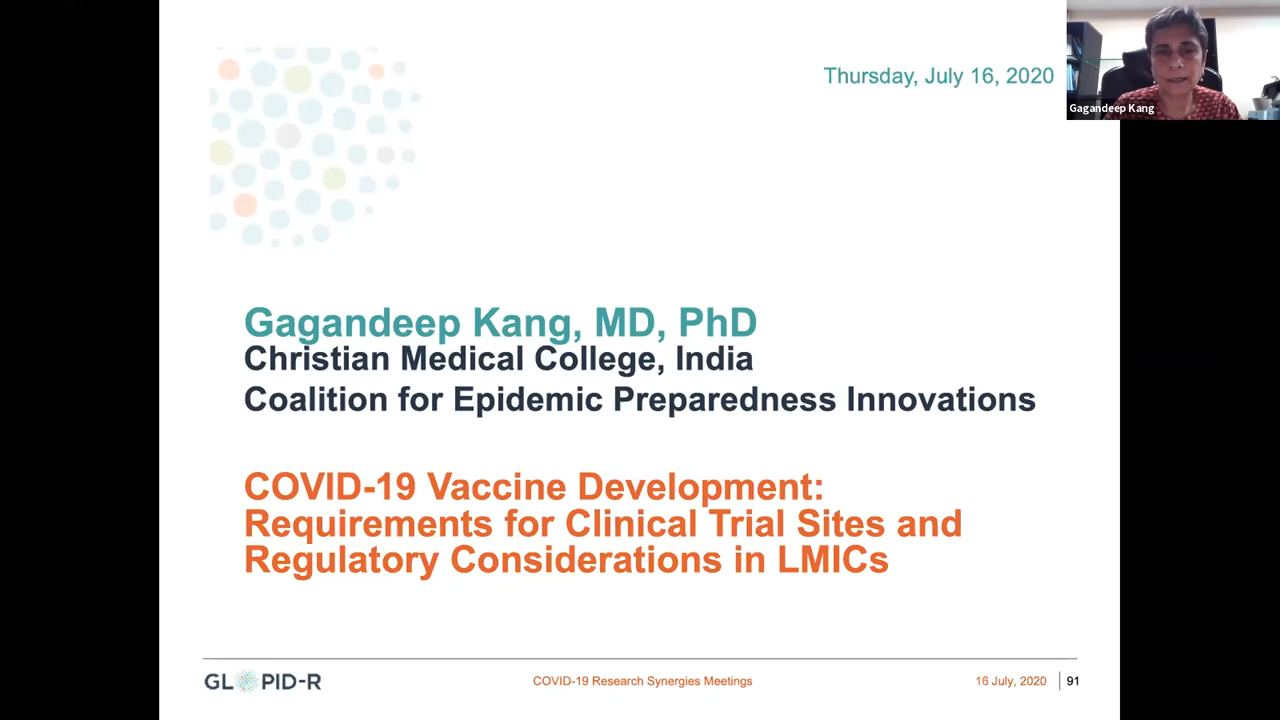 Thursday, July 16, 2020
Gagandeep Kang
Gagandeep Kang, MD, PhD
Christian Medical College, India
Coalition for Epidemic Preparedness Innovations
COVID-19 Vaccine Development:
Requirements for Clinical Trial Sites and
Regulatory Considerations in LMICs
GLOPID-R
COVID-19 Research Synergies Meetings
16 July, 2020
91